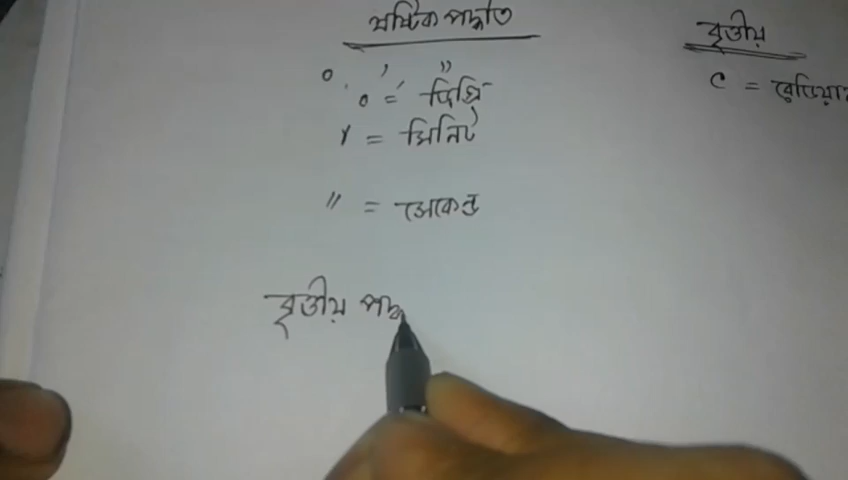 ষষ্টিক পদ্ধতি
° ' "
° = ডিগ্রি
' = মিনিট
" = সেকেন্ড
বৃত্তীয় পদ্ধ
বৃত্তীয়
c = রেডিয়ান